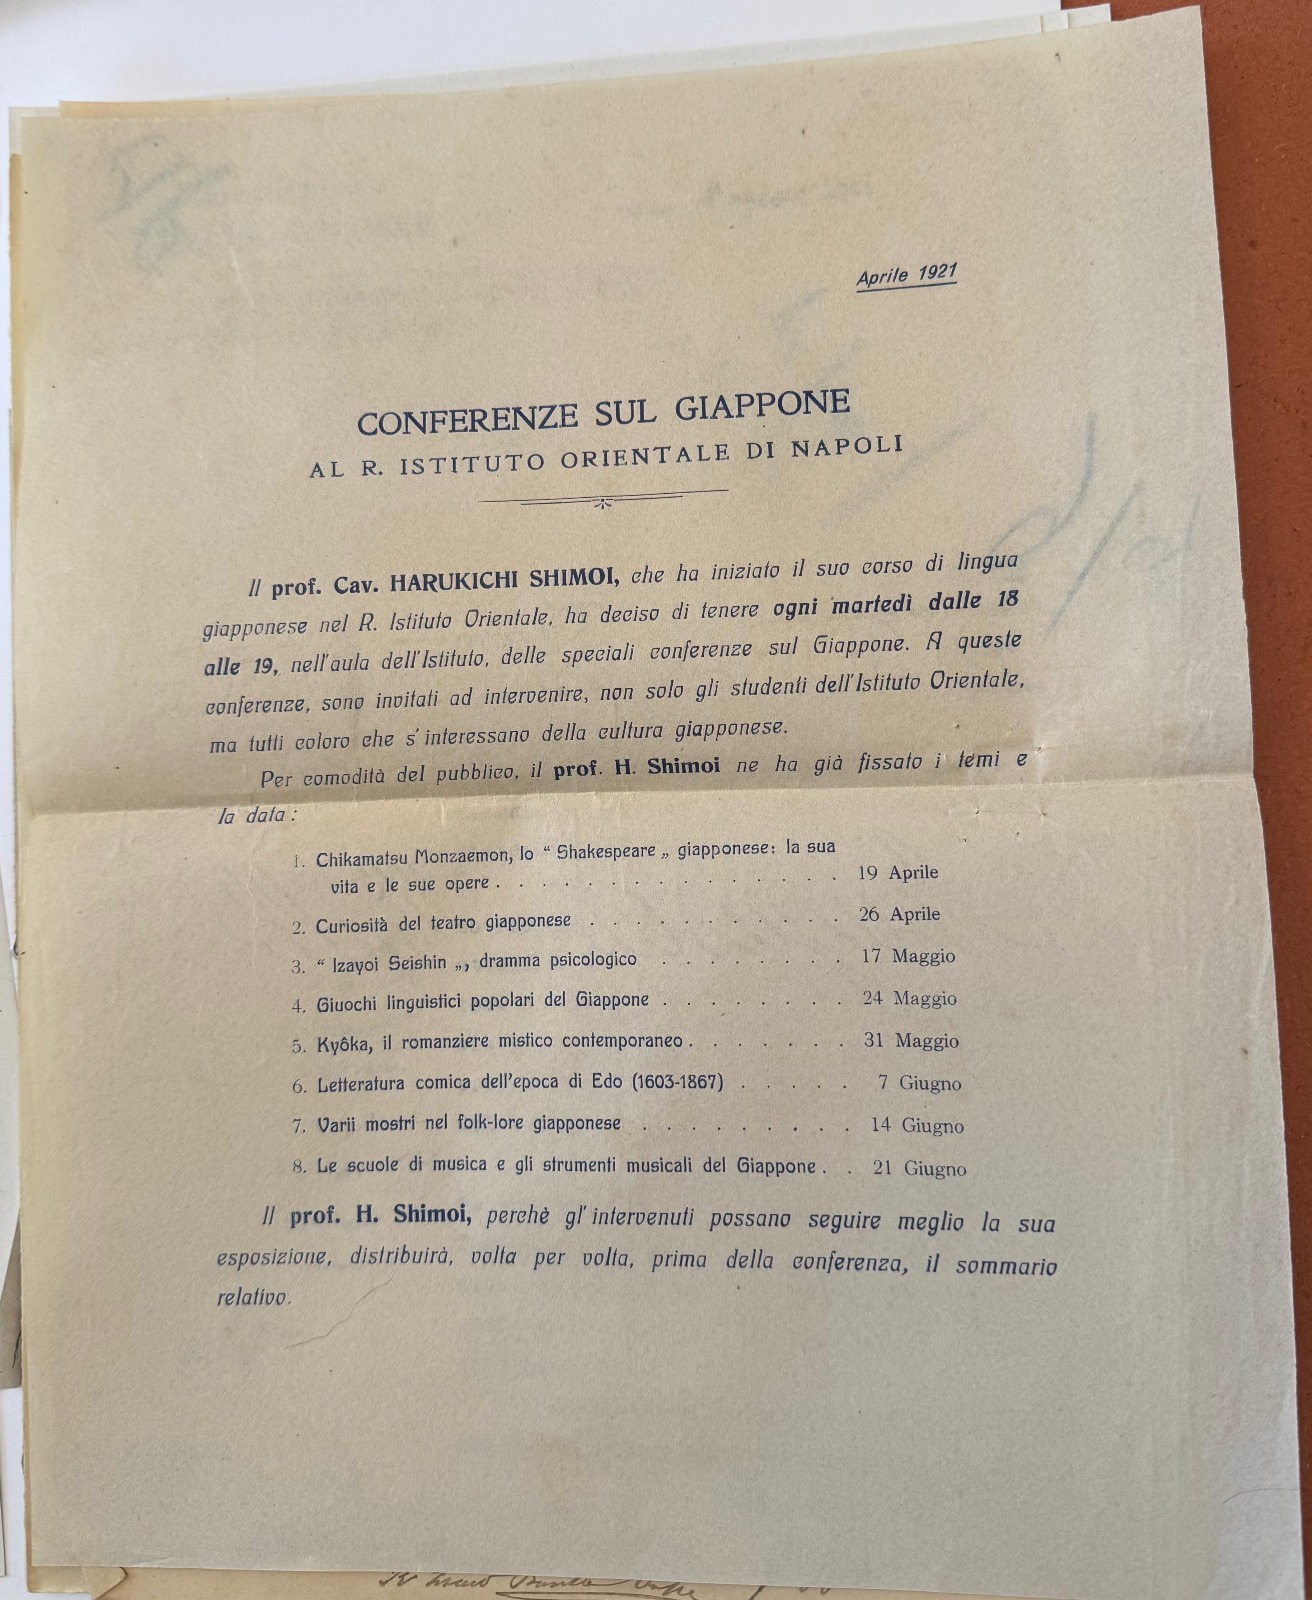 Aprile 1921
CONFERENZE SUL GIAPPONE
AL R. ISTITUTO ORIENTALE DI NAPOLI
Il prof. Cav. HARUKICHI SHIMOI, che ha iniziato il suo corso di lingua
giapponese nel R. Istituto Orientale, ha deciso di tenere ogni martedì dalle 18
alle 19, nell'aula dell'Istituto, delle speciali conferenze sul Giappone. A queste
conferenze, sono invitati ad intervenire, non solo gli studenti dell'Istituto Orientale,
ma tutti coloro che s'interessano della cultura giapponese.
Per comodità del pubblico, il prof. H. Shimoi ne ha già fissato i temi e
la data:
1. Chikamatsu Monzaemon, lo “ Shakespeare „ giapponese: la sua
vita e le sue opere . . . . . . . . . . . . . . . 19 Aprile
2. Curiosità del teatro giapponese . . . . . . . . . . . 26 Aprile
3. “ Izayoi Seishin „, dramma psicologico . . . . . . . . 17 Maggio
4. Giuochi linguistici popolari del Giappone . . . . . . . . 24 Maggio
5. Kyôka, il romanziere mistico contemporaneo . . . . . . . 31 Maggio
6. Letteratura comica dell'epoca di Edo (1603-1867) . . . . . 7 Giugno
7. Varii mostri nel folk-lore giapponese . . . . . . . . . 14 Giugno
8. Le scuole di musica e gli strumenti musicali del Giappone . . 21 Giugno
Il prof. H. Shimoi, perchè gl'intervenuti possano seguire meglio la sua
esposizione, distribuirà, volta per volta, prima della conferenza, il sommario
relativo.